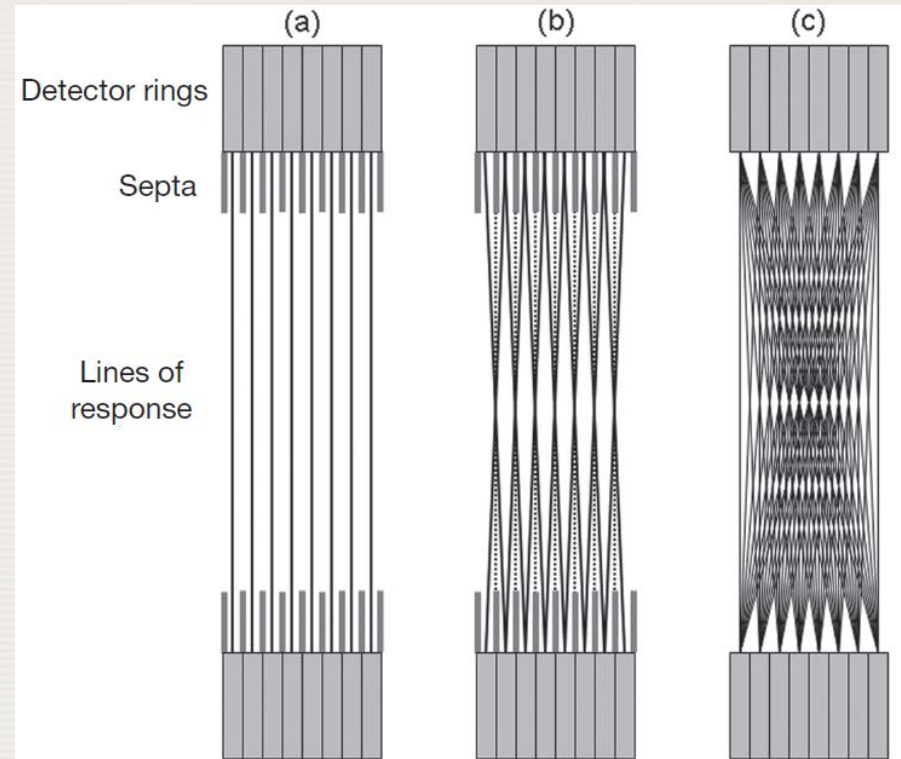 (a) (b) (c)
Detector rings
Septa
Lines of
response